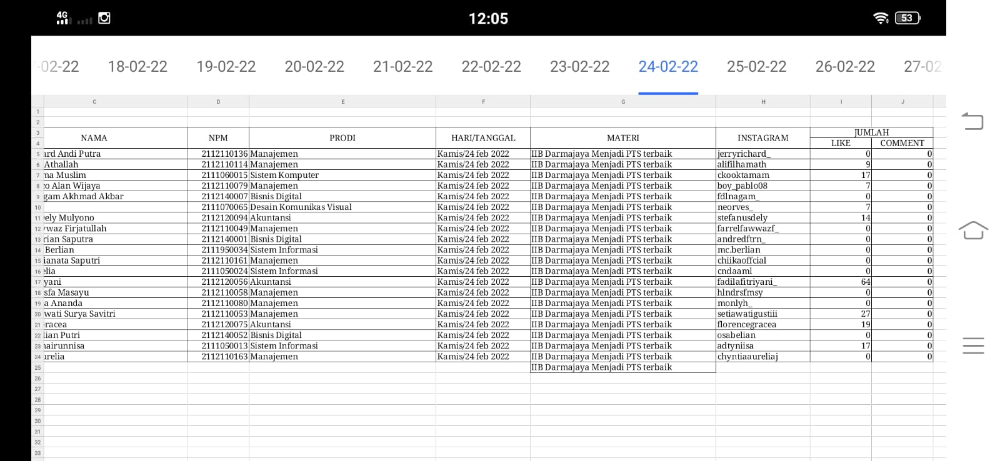 4G 12:05 53
-02-22 18-02-22 19-02-22 20-02-22 21-02-22 22-02-22 23-02-22 24-02-22 25-02-22 26-02-22 27-02
C D E F G H I J
1
2
3 NAMA NPM PRODI HARI/TANGGAL MATERI INSTAGRAM JUMLAH
4 LIKE COMMENT
5 ard Andi Putra 2112110136 Manajemen Kamis/24 feb 2022 IIB Darmajaya Menjadi PTS terbaik jerryrichard_ 0 0
6 Athallah 2112110114 Manajemen Kamis/24 feb 2022 IIB Darmajaya Menjadi PTS terbaik alifilhamath 9 0
7 na Muslim 2111060015 Sistem Komputer Kamis/24 feb 2022 IIB Darmajaya Menjadi PTS terbaik ckooktamam 17 0
8 o Alan Wijaya 2112110079 Manajemen Kamis/24 feb 2022 IIB Darmajaya Menjadi PTS terbaik boy_pablo08 7 0
9 gam Akhmad Akbar 2112140007 Bisnis Digital Kamis/24 feb 2022 IIB Darmajaya Menjadi PTS terbaik fdlnagam_ 0 0
10 2111070065 Desain Komunikas Visual Kamis/24 feb 2022 IIB Darmajaya Menjadi PTS terbaik neorves_ 7 0
11 ely Mulyono 2112120094 Akuntansi Kamis/24 feb 2022 IIB Darmajaya Menjadi PTS terbaik stefanusdely 14 0
12 waz Firjatullah 2112110049 Manajemen Kamis/24 feb 2022 IIB Darmajaya Menjadi PTS terbaik farrelfawwazf_ 0 0
13 rian Saputra 2112140001 Bisnis Digital Kamis/24 feb 2022 IIB Darmajaya Menjadi PTS terbaik andredftrn_ 0 0
14 Berlian 2111950034 Sistem Informasi Kamis/24 feb 2022 IIB Darmajaya Menjadi PTS terbaik mc.berlian 0 0
15 ianata Saputri 2112110161 Manajemen Kamis/24 feb 2022 IIB Darmajaya Menjadi PTS terbaik chiikaoffcial 0 0
16 elia 2111050024 Sistem Informasi Kamis/24 feb 2022 IIB Darmajaya Menjadi PTS terbaik cndaaml 0 0
17 yani 2112120056 Akuntansi Kamis/24 feb 2022 IIB Darmajaya Menjadi PTS terbaik fadilafitriyani_ 64 0
18 sfa Masayu 2112110058 Manajemen Kamis/24 feb 2022 IIB Darmajaya Menjadi PTS terbaik hlndrsfmsy 0 0
19 a Ananda 2112110080 Manajemen Kamis/24 feb 2022 IIB Darmajaya Menjadi PTS terbaik monlyh_ 0 0
20 wati Surya Savitri 2112110053 Manajemen Kamis/24 feb 2022 IIB Darmajaya Menjadi PTS terbaik setiawatigustiii 27 0
21 racea 2112120075 Akuntansi Kamis/24 feb 2022 IIB Darmajaya Menjadi PTS terbaik florencegracea 19 0
22 lian Putri 2112140052 Bisnis Digital Kamis/24 feb 2022 IIB Darmajaya Menjadi PTS terbaik osabelian 0 0
23 hairunnisa 2111050013 Sistem Informasi Kamis/24 feb 2022 IIB Darmajaya Menjadi PTS terbaik adtyniisa 17 0
24 urelia 2112110163 Manajemen Kamis/24 feb 2022 IIB Darmajaya Menjadi PTS terbaik chyntiaaureliaj 0 0
25 IIB Darmajaya Menjadi PTS terbaik
26
27
28
29
30
31
32
33